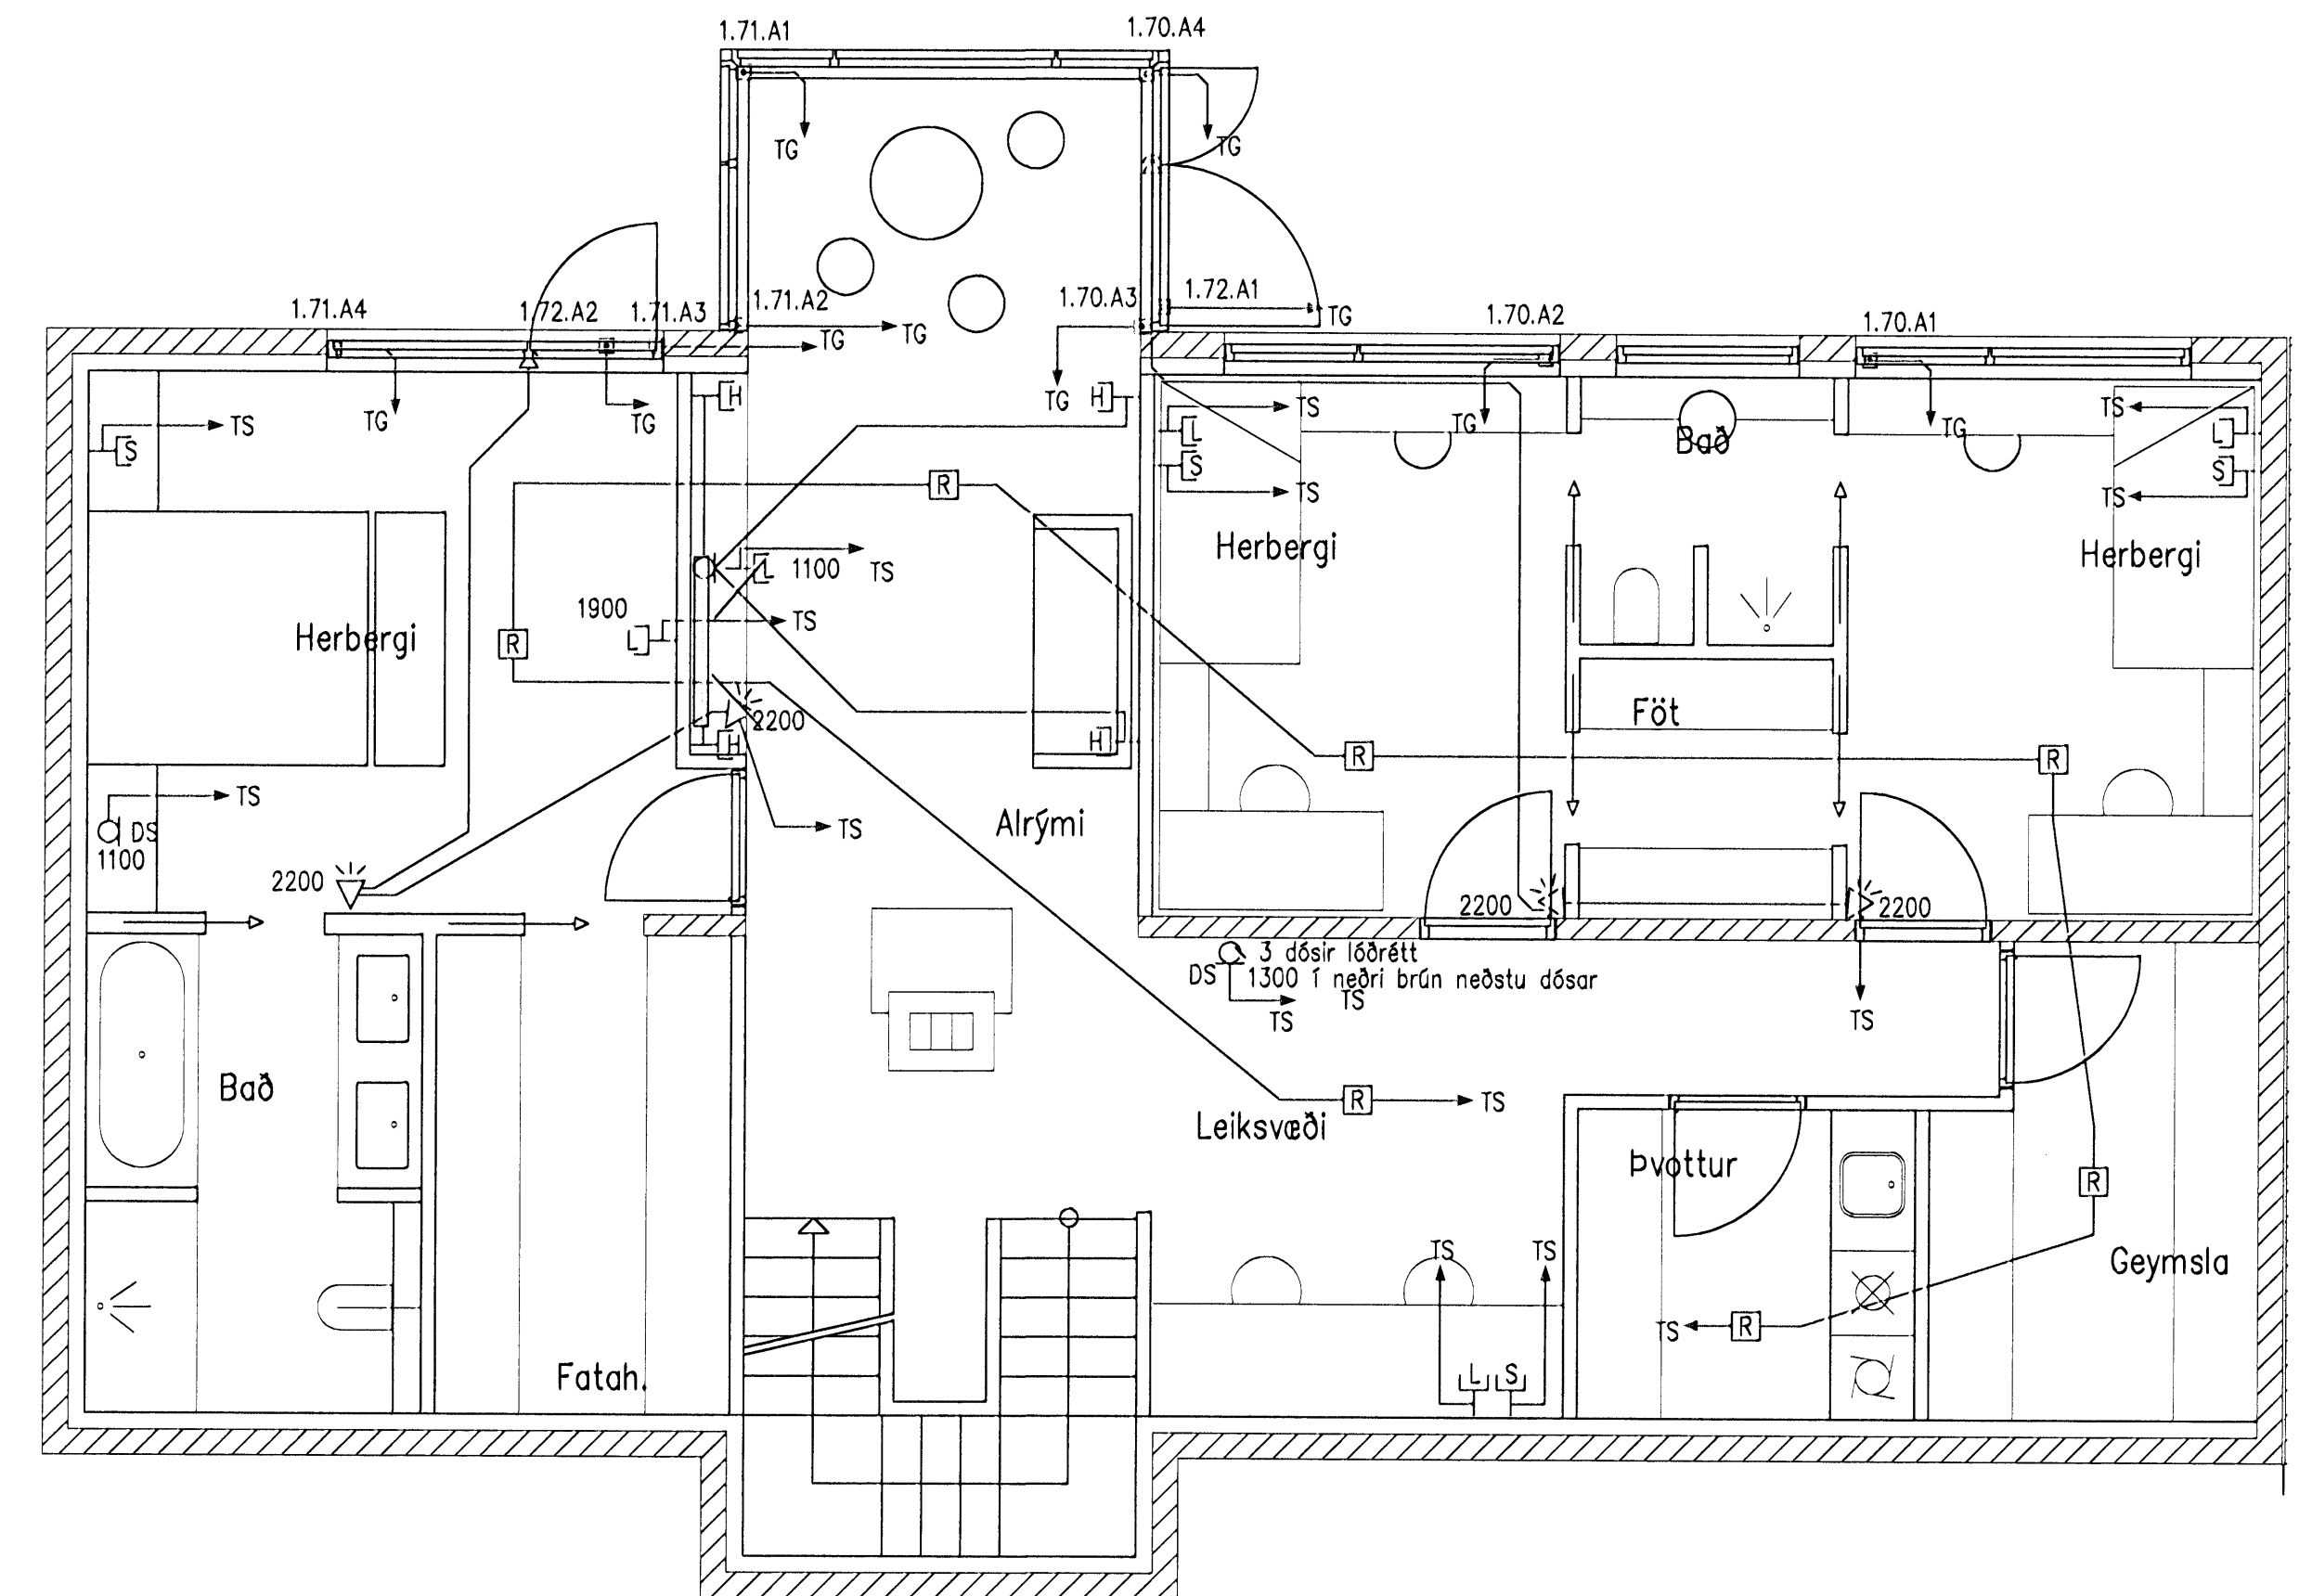 1.71.A1
1.70.A4
TG
TG
1.71.A4
1.72.A2
1.71.A3
1.71.A2
TG
TG
1.70.A3
1.72.A1
TG
1.70.A2
1.70.A1
TS
S
TG
TG
H
H
TG
TS
L
S
TS
TG
Bað
TG
TS
L
S
TS
R
Herbergi
Herbergi
L
1100
TS
1900
TS
L
Herbergi
R
Föt
2200
H
H
R
R
TS
DS
1100
TS
Alrými
2200
2200
2200
3 dósir lóðrétt
DS
1300 í neðri brún neðstu dósar
TS
TS
TS
Bað
R
TS
Leiksvæði
Þvottur
R
TS
TS
Geymsla
TS
R
Fatah.
L
S